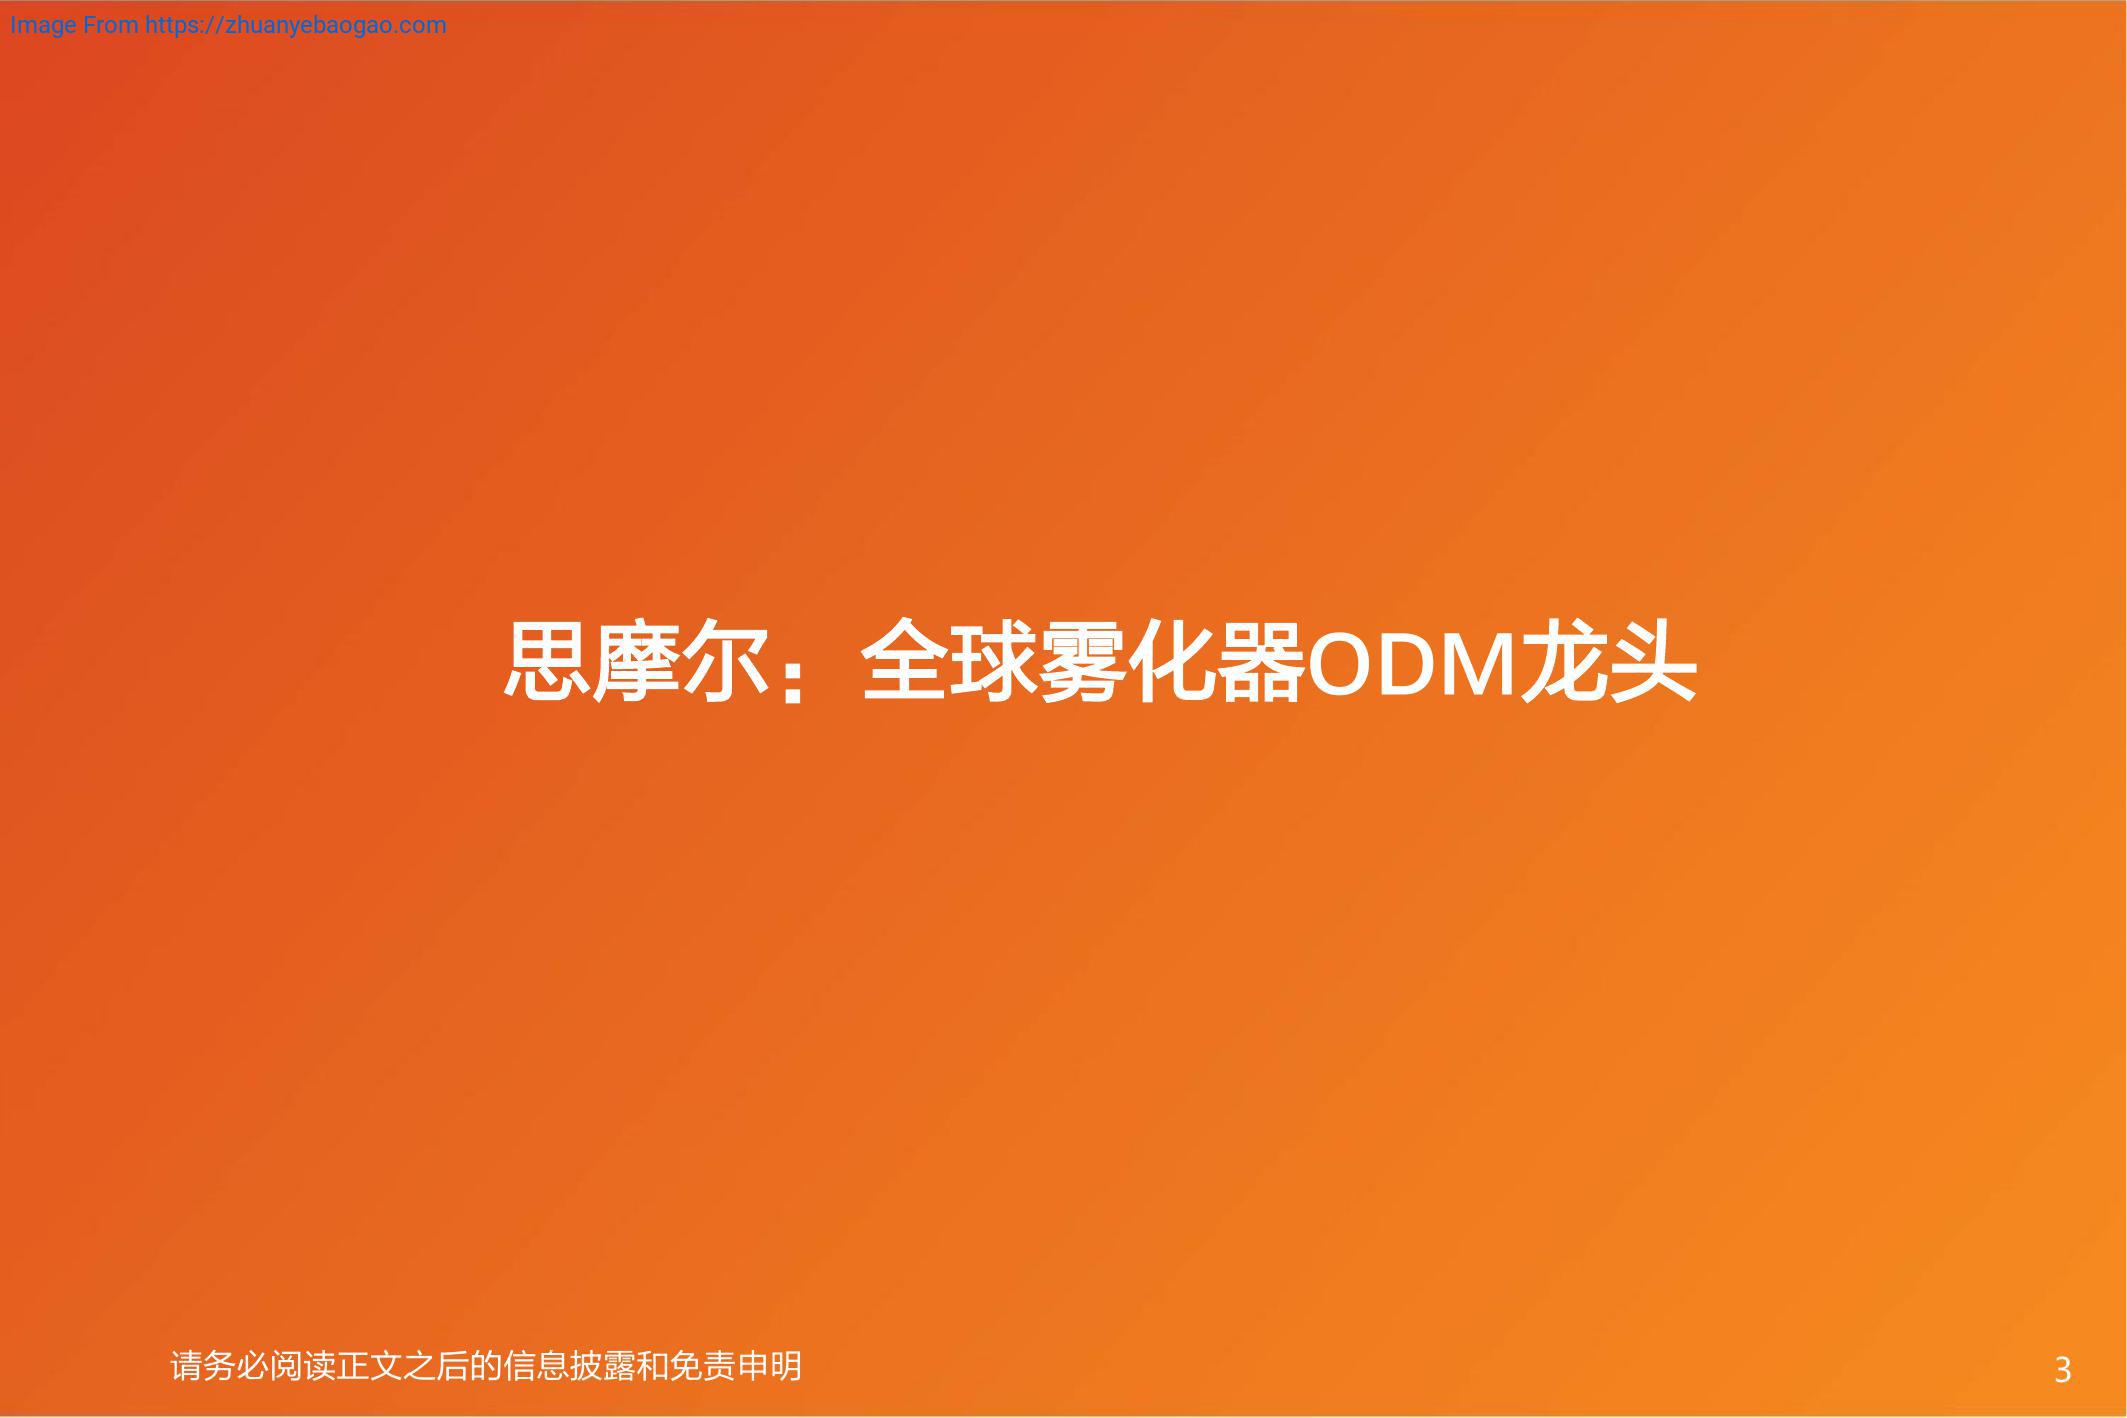 Image From https://zhuanyebaogao.com
思摩尔：全球雾化器ODM龙头
请务必阅读正文之后的信息披露和免责申明
3